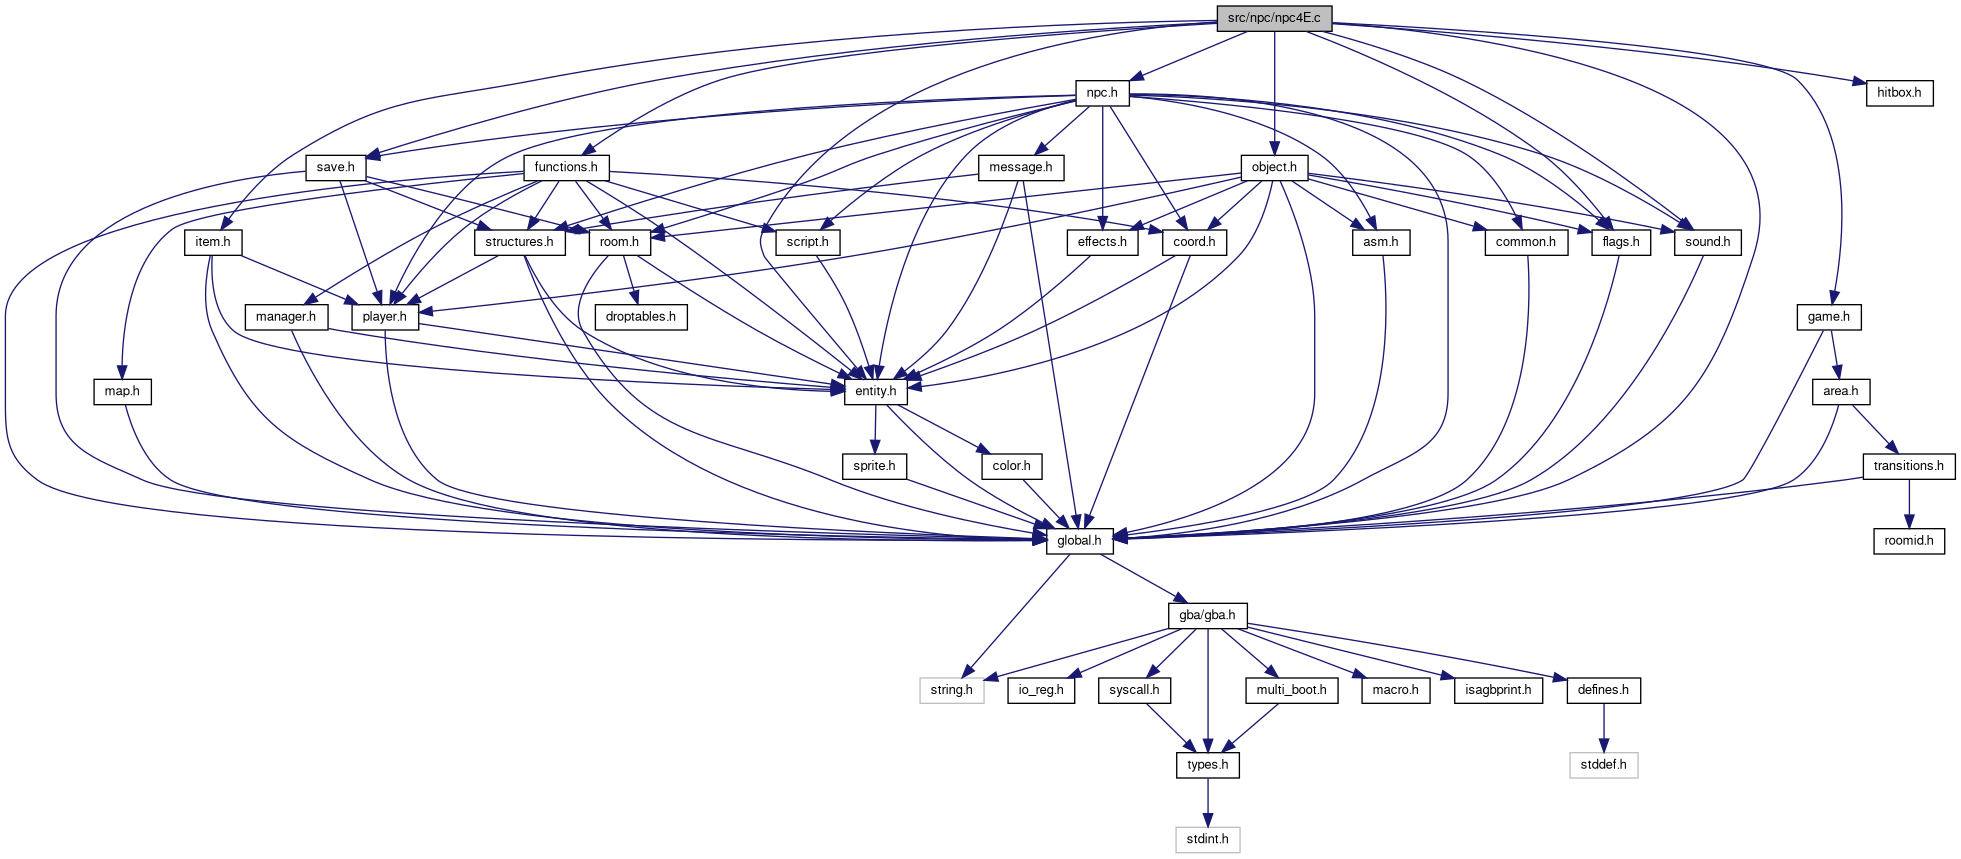 src/npc/npc4E.c
npc.h
hitbox.h
save.h
functions.h
message.h
object.h
item.h
structures.h
room.h
script.h
effects.h
coord.h
asm.h
common.h
flags.h
sound.h
manager.h
player.h
droptables.h
game.h
map.h
entity.h
area.h
sprite.h
color.h
transitions.h
global.h
roomid.h
gba/gba.h
string.h
io_reg.h
syscall.h
multi_boot.h
macro.h
isagbprint.h
defines.h
types.h
stddef.h
stdint.h